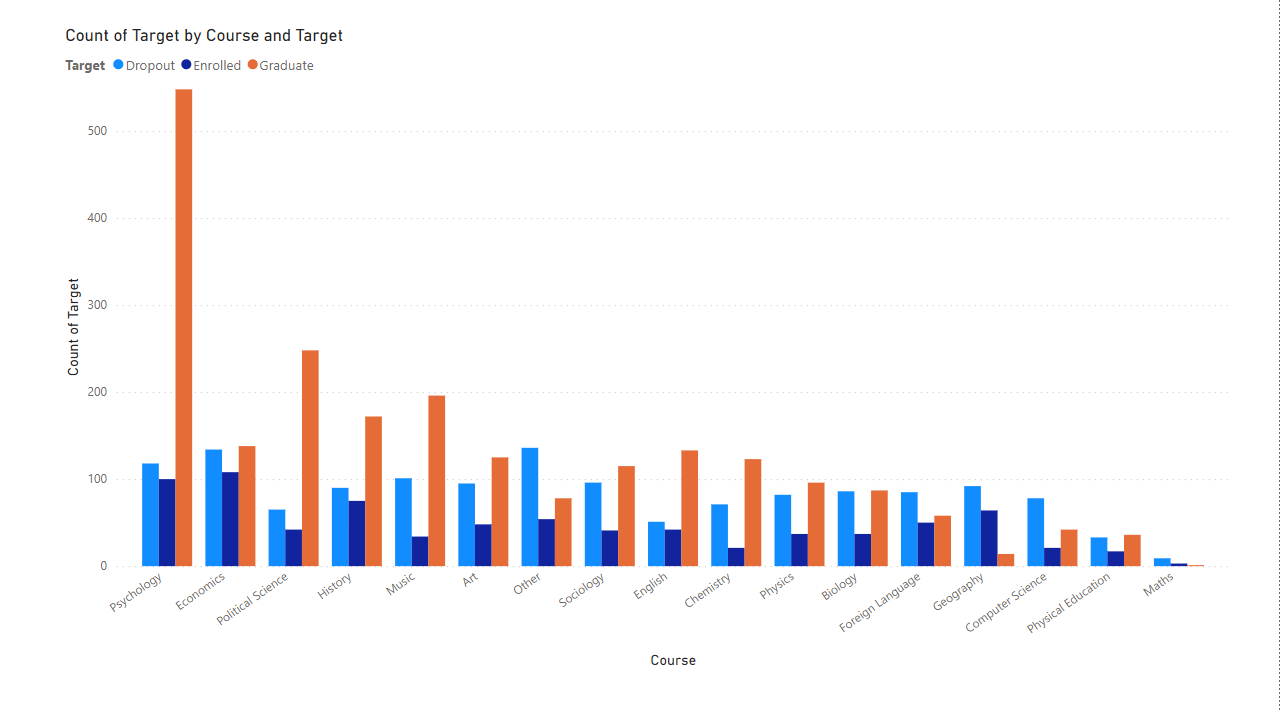 Count of Target by Course and Target
Target Dropout Enrolled Graduate
500
400
300
200
100
0
Count of Target
Psychology
Economics
Political Science
History
Music
Art
Other
Sociology
English
Chemistry
Physics
Biology
Foreign Language
Geography
Computer Science
Physical Education
Maths
Course